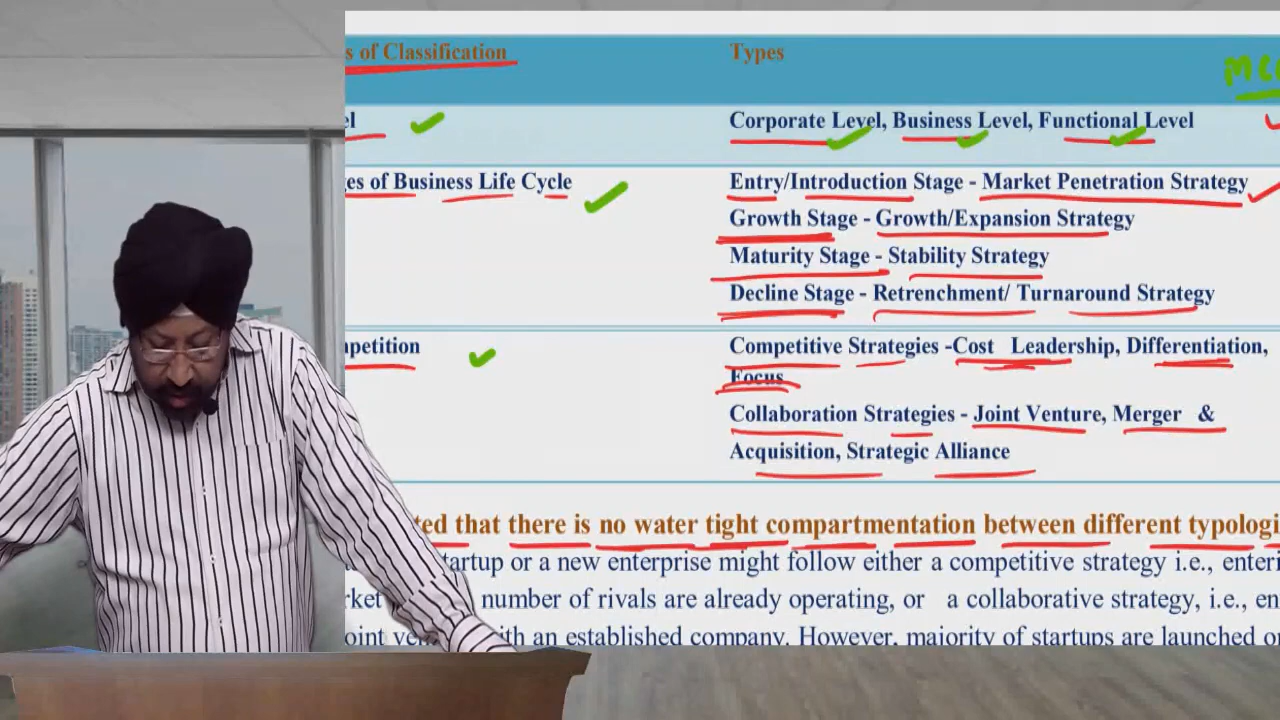 s of Classification Types
MC
el Corporate Level, Business Level, Functional Level
es of Business Life Cycle Entry/Introduction Stage - Market Penetration Strategy
Growth Stage - Growth/Expansion Strategy
Maturity Stage - Stability Strategy
Decline Stage - Retrenchment/ Turnaround Strategy
petition Competitive Strategies -Cost Leadership, Differentiation,
Focus
Collaboration Strategies - Joint Venture, Merger &
Acquisition, Strategic Alliance
ted that there is no water tight compartmentation between different typologi
artup or a new enterprise might follow either a competitive strategy i.e., enteri
rket number of rivals are already operating, or a collaborative strategy, i.e., en
oint ven ith an established company. However, majority of startups are launched o